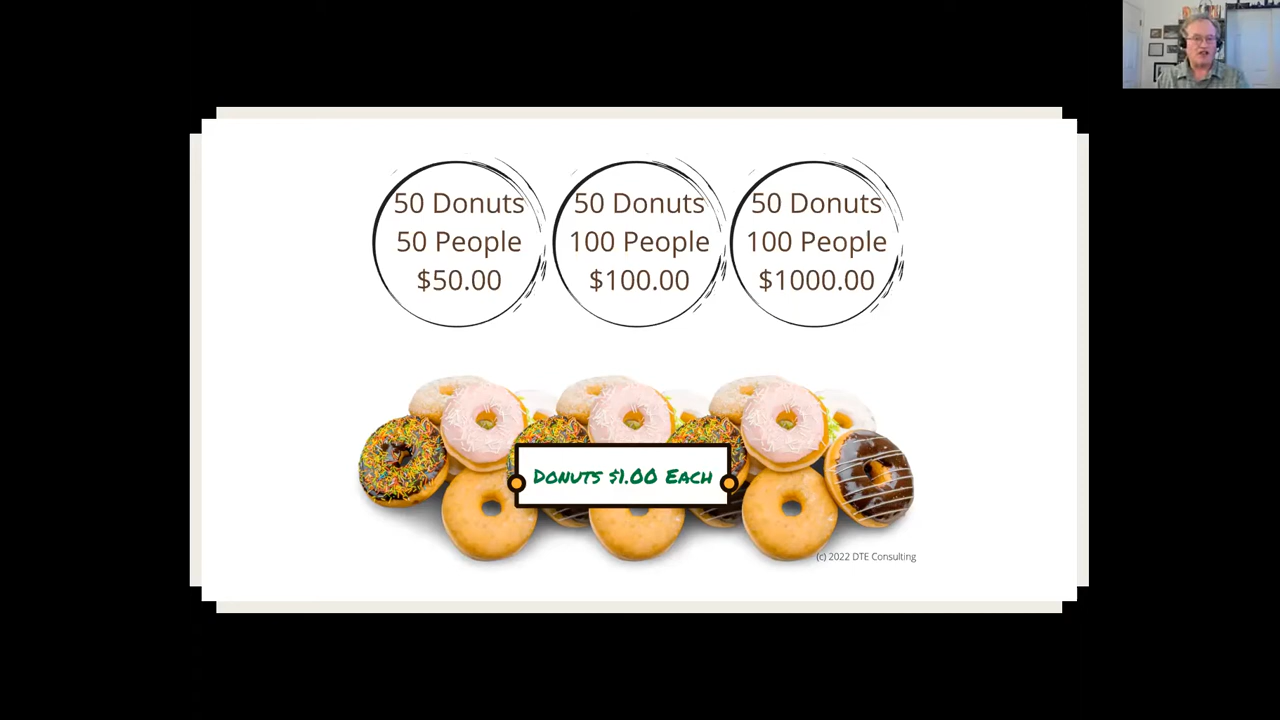 50 Donuts
50 People
$50.00
50 Donuts
100 People
$100.00
50 Donuts
100 People
$1000.00
Donuts $1.00 Each
(c) 2022 DTE Consulting